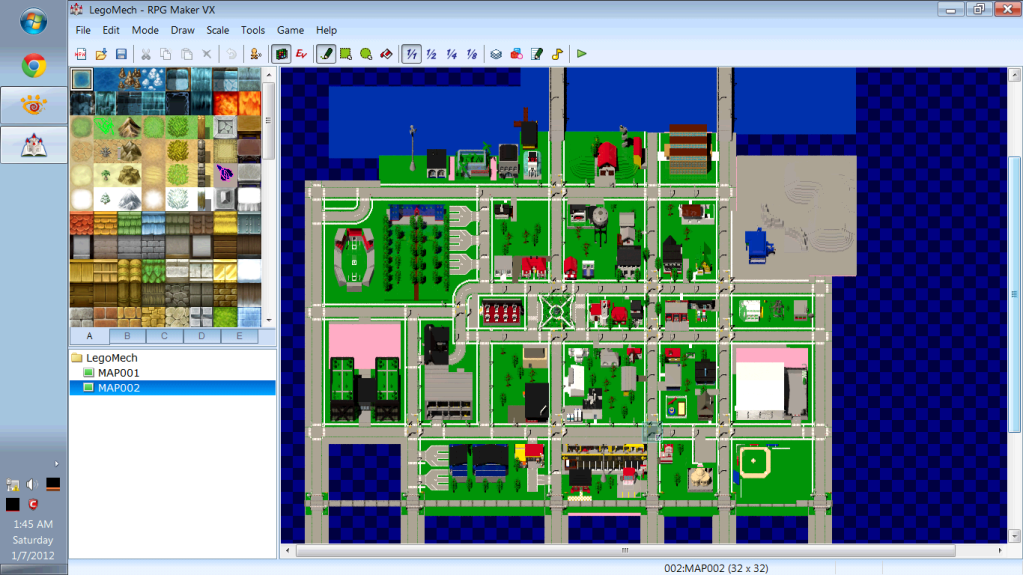 LegoMech - RPG Maker VX
File Edit Mode Draw Scale Tools Game Help
NEW Ev 1/1 1/2 1/4 1/8
A B C D E
LegoMech
MAP001
MAP002
1:45 AM
Saturday
1/7/2012
002:MAP002 (32 x 32)